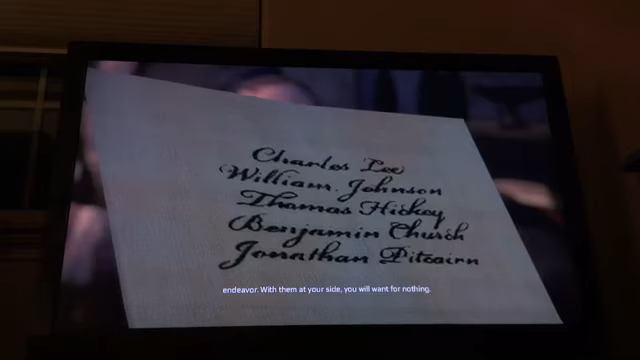 Charles Lee
William Johnson
Thomas Hickey
Benjamin Church
Jonathan Pitcairn
endeavor. With them at your side, you will want for nothing.